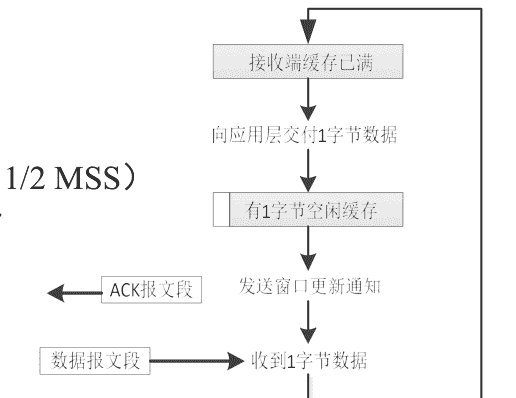 接收端缓存已满
向应用层交付1字节数据
1/2 MSS）
有1字节空闲缓存
发送窗口更新通知
ACK报文段
数据报文段
收到1字节数据